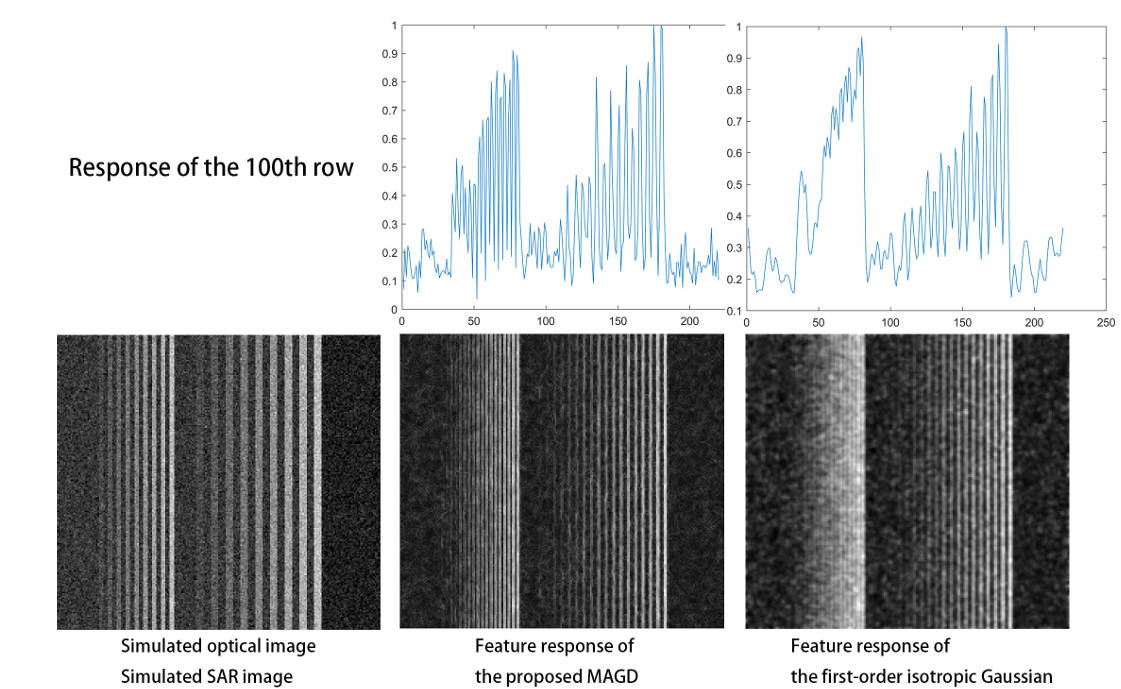 1
0.9
0.8
0.7
0.6
0.5
0.4
0.3
0.2
0.1
0
0 50 100 150 200
1
0.9
0.8
0.7
0.6
0.5
0.4
0.3
0.2
0.1
0 50 100 150 200 250
Response of the 100th row
Simulated optical image
Simulated SAR image
Feature response of
the proposed MAGD
Feature response of
the first-order isotropic Gaussian